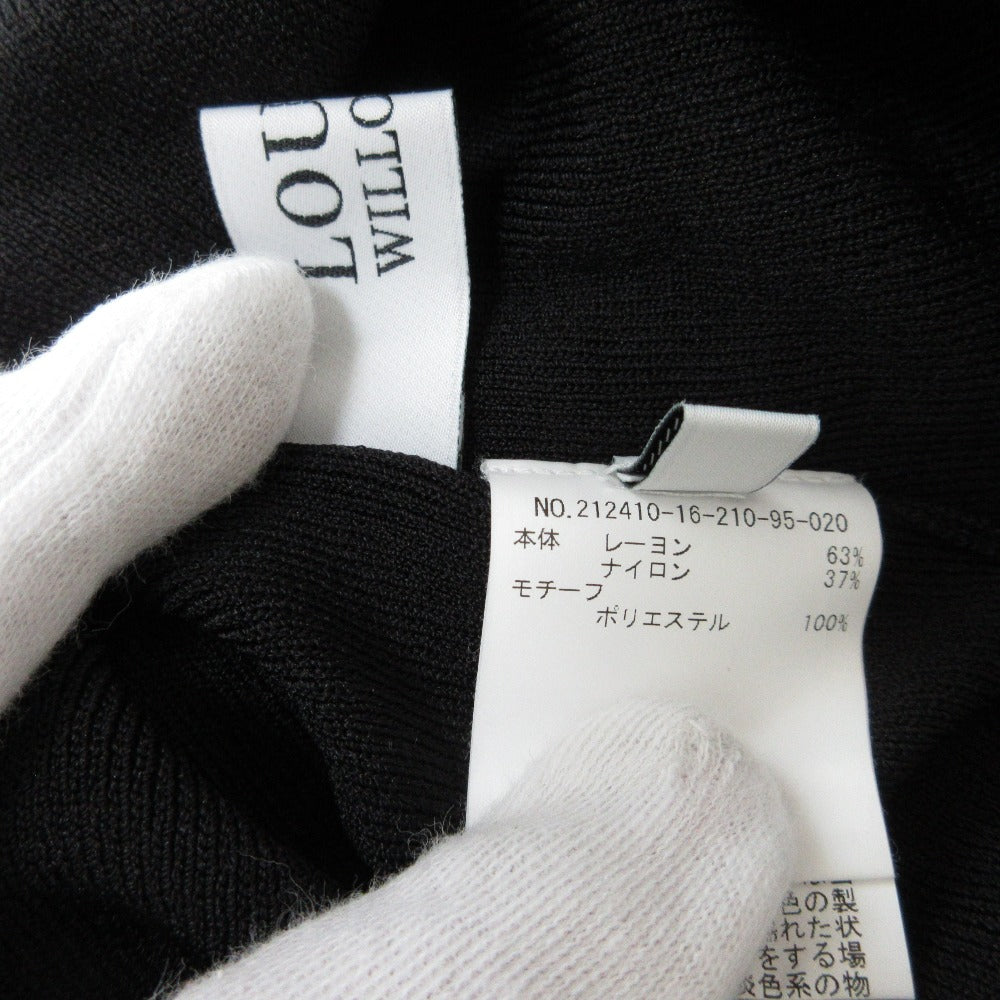 LOU
WILLO
NO.212410-16-210-95-020
本体 レーヨン 63%
ナイロン 37%
モチーフ
ポリエステル 100%
色の製
れた状
をする場
色系の物